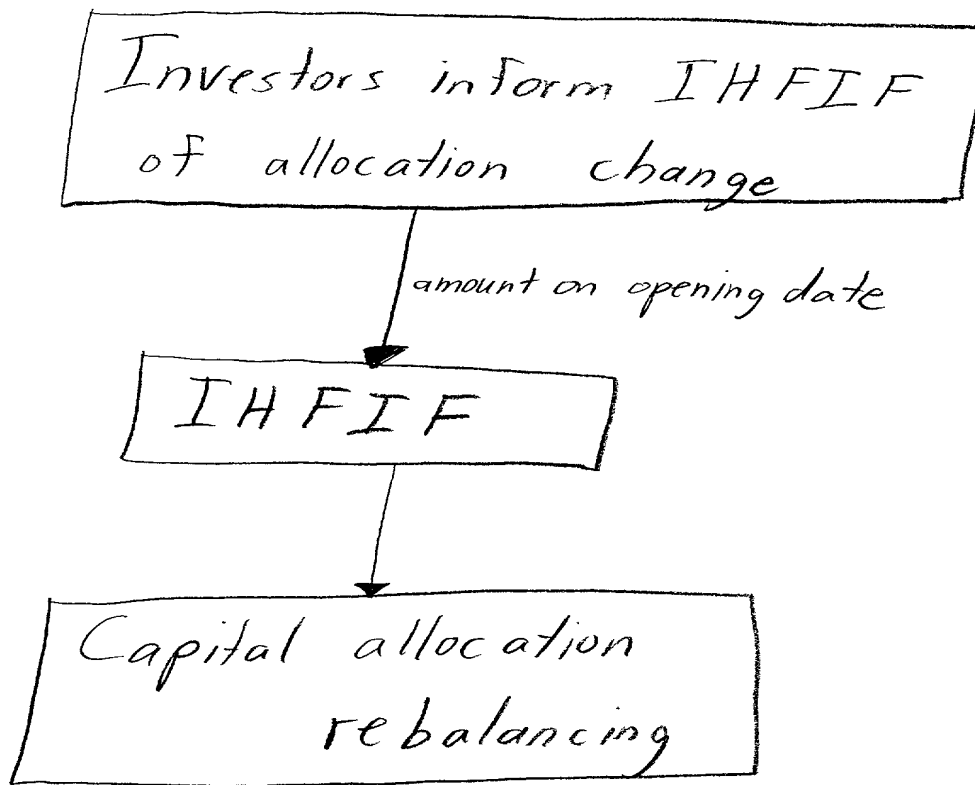 Investors inform IHFIF
of allocation change
amount on opening date
IHFIF
Capital allocation
rebalancing